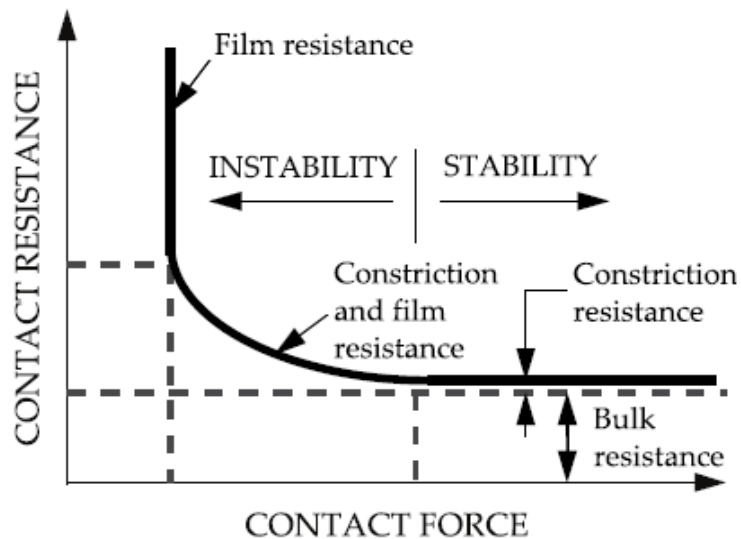 Film resistance
INSTABILITY
STABILITY
Constriction
and film
resistance
Constriction
resistance
Bulk
resistance
CONTACT RESISTANCE
CONTACT FORCE